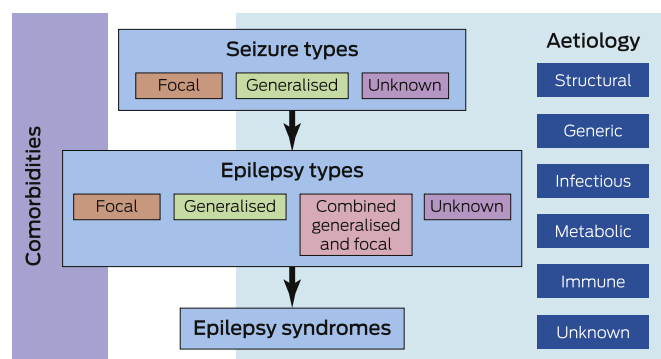 Comorbidities
Seizure types
Focal
Generalised
Unknown
Epilepsy types
Focal
Generalised
Combined
generalised
and focal
Unknown
Epilepsy syndromes
Aetiology
Structural
Generic
Infectious
Metabolic
Immune
Unknown